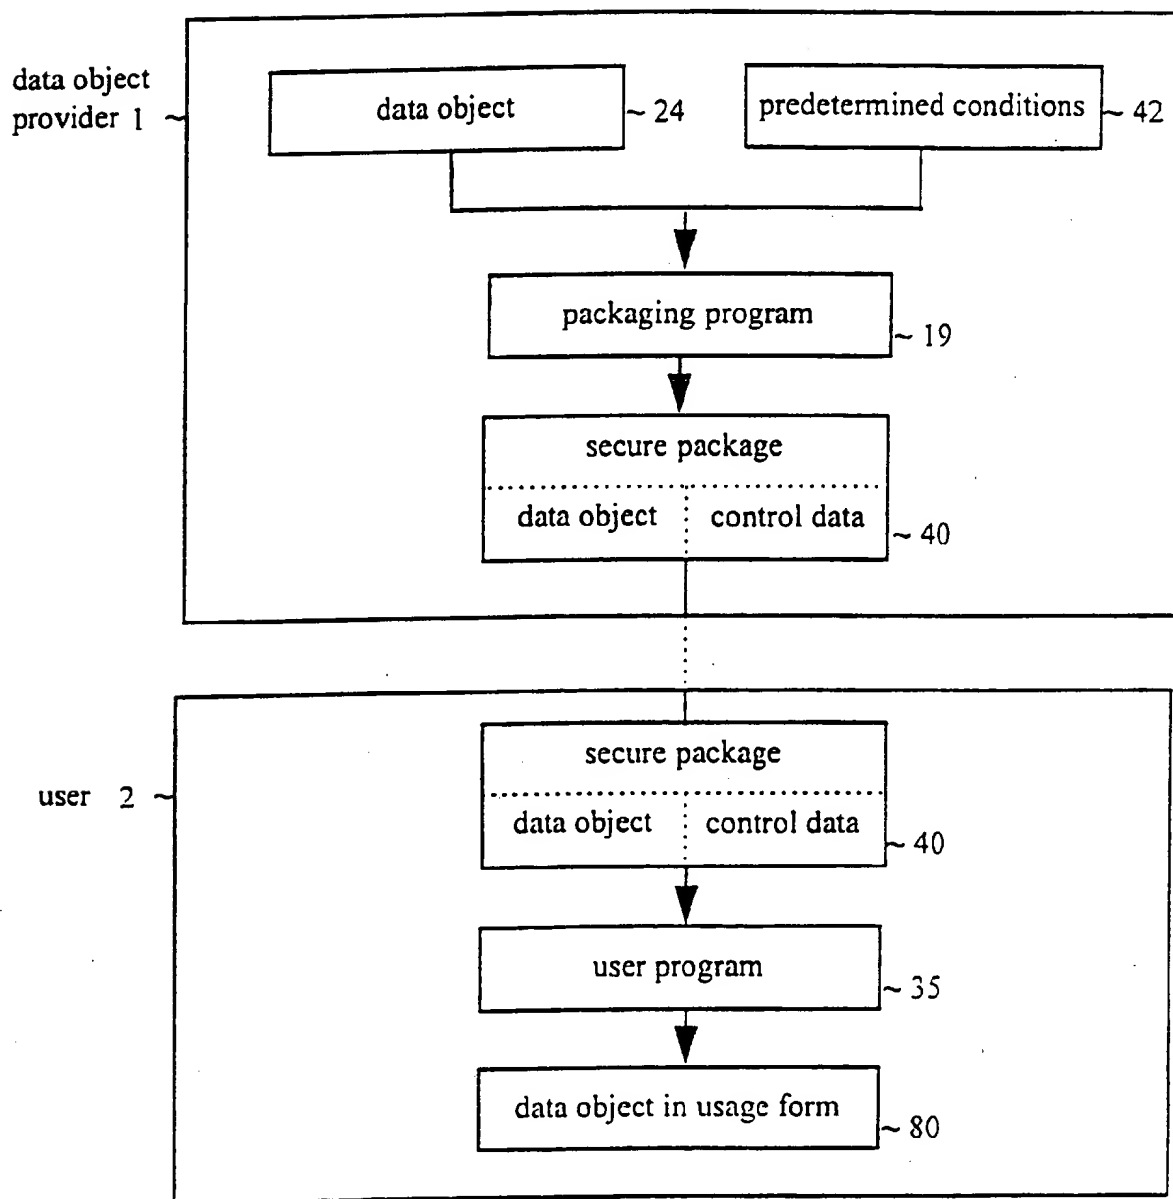 data object
provider 1 ~
data object
~ 24
predetermined conditions
~ 42
packaging program
~ 19
secure package
data object
control data
~ 40
user 2 ~
secure package
data object
control data
~ 40
user program
~ 35
data object in usage form
~ 80